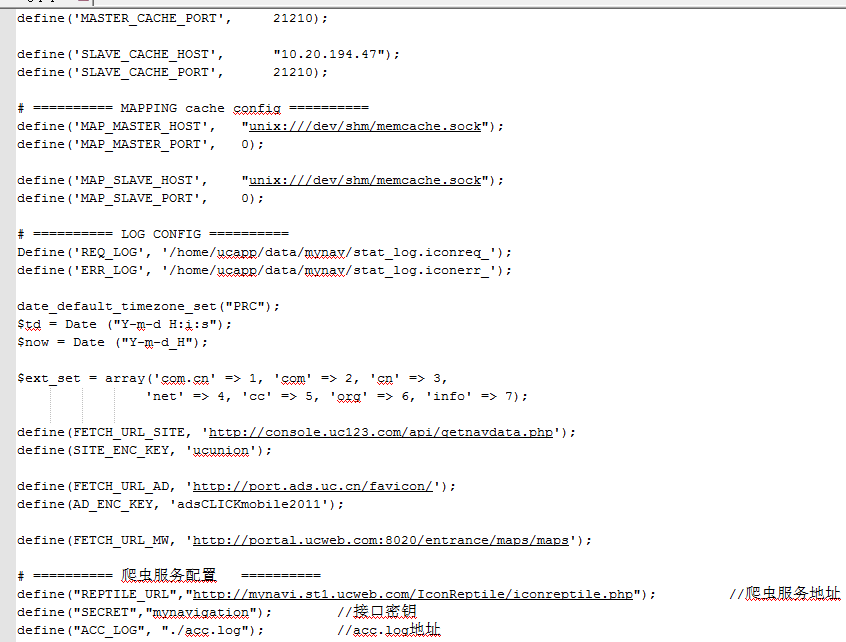 define('MASTER_CACHE_PORT', 21210);
define('SLAVE_CACHE_HOST', "10.20.194.47");
define('SLAVE_CACHE_PORT', 21210);
# ========== MAPPING cache config ==========
define('MAP_MASTER_HOST', "unix:///dev/shm/memcache.sock");
define('MAP_MASTER_PORT', 0);
define('MAP_SLAVE_HOST', "unix:///dev/shm/memcache.sock");
define('MAP_SLAVE_PORT', 0);
# ========== LOG CONFIG ==========
Define('REQ_LOG', '/home/ucapp/data/mynav/stat_log.iconreq_');
define('ERR_LOG', '/home/ucapp/data/mynav/stat_log.iconerr_');
date_default_timezone_set("PRC");
$td = Date ("Y-m-d H:i:s");
$now = Date ("Y-m-d_H");
$ext_set = array('com.cn' => 1, 'com' => 2, 'cn' => 3,
'net' => 4, 'cc' => 5, 'org' => 6, 'info' => 7);
define(FETCH_URL_SITE, 'http://console.uc123.com/api/getnavdata.php');
define(SITE_ENC_KEY, 'ucunion');
define(FETCH_URL_AD, 'http://port.ads.uc.cn/favicon/');
define(AD_ENC_KEY, 'adsCLICKmobile2011');
define(FETCH_URL_MW, 'http://portal.ucweb.com:8020/entrance/maps/maps');
# ========== 爬虫服务配置 ==========
define("REPTILE_URL","http://mynavi.st1.ucweb.com/IconReptile/iconreptile.php"); //爬虫服务地址
define("SECRET","mynavigation"); //接口密钥
define("ACC_LOG", "./acc.log"); //acc.log地址